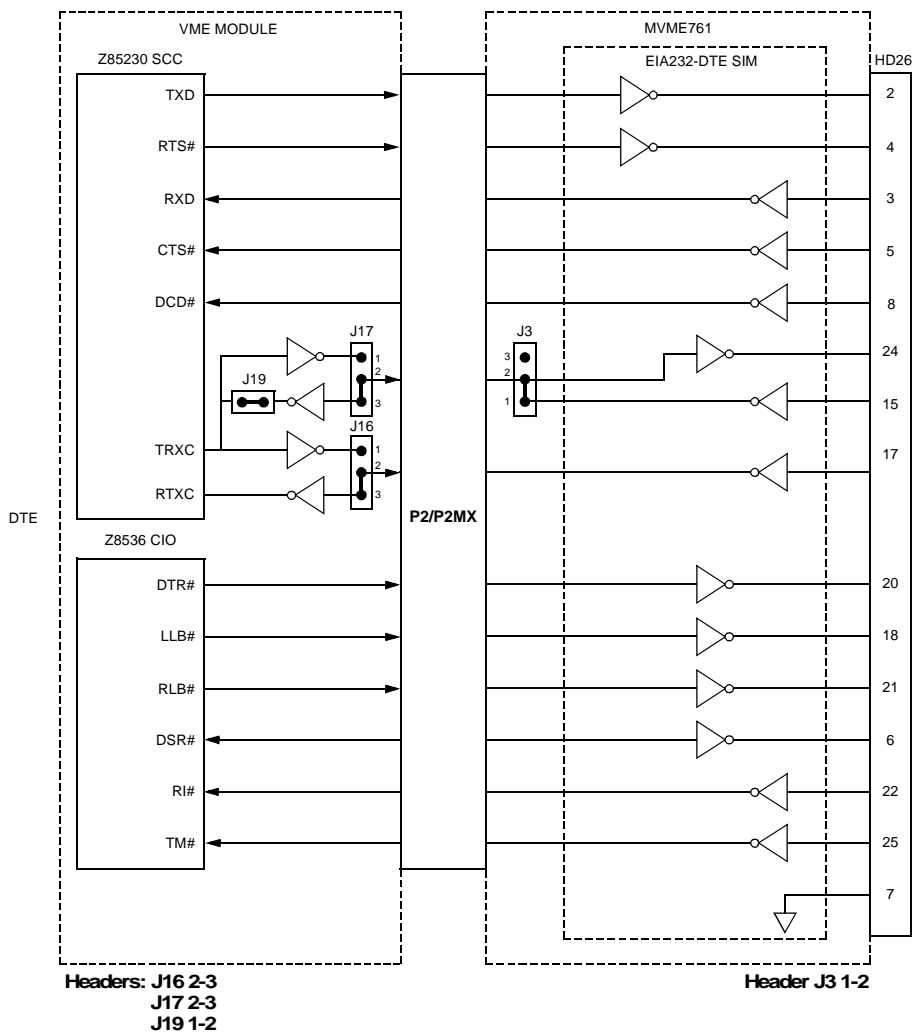 VME MODULE
MVME761
Z85230 SCC
EIA232-DTE SIM
HD26
TXD
2
RTS#
4
RXD
3
CTS#
5
DCD#
8
J17
J3
1
2
3
3
2
1
24
J19
15
J16
TRXC
1
2
3
17
RTXC
DTE
P2/P2MX
Z8536 CIO
DTR#
20
LLB#
18
RLB#
21
DSR#
6
RI#
22
TM#
25
7
Headers: J16 2-3
J17 2-3
J19 1-2
Header J3 1-2